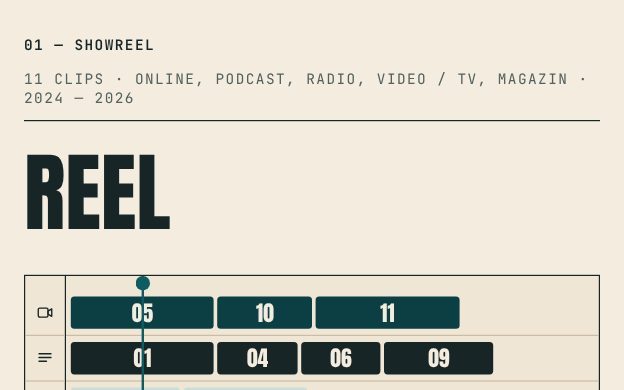 01 — SHOWREEL
11 CLIPS · ONLINE, PODCAST, RADIO, VIDEO / TV, MAGAZIN ·
2024 — 2026
REEL
05 10 11
01 04 06 09